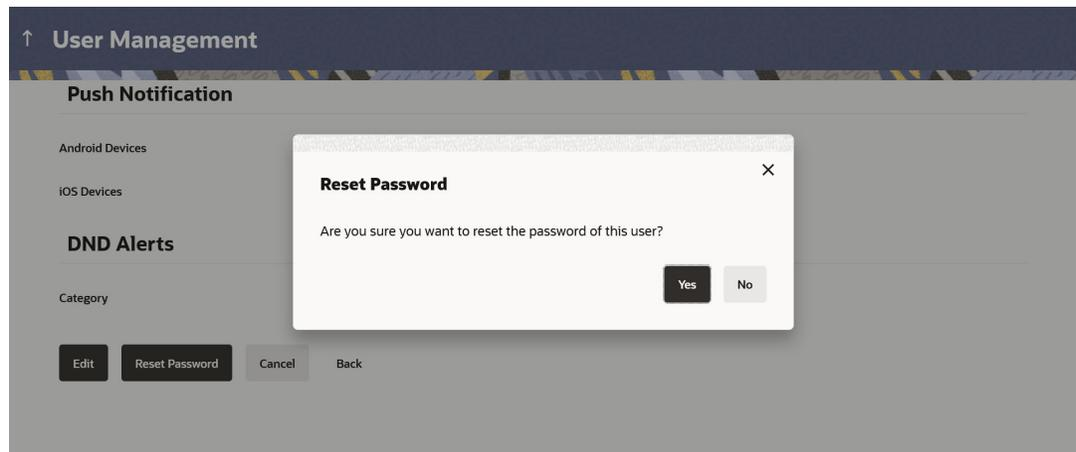 ↑ User Management
Push Notification
Android Devices
iOS Devices
DND Alerts
Category
Edit Reset Password Cancel Back
Reset Password
Are you sure you want to reset the password of this user?
Yes No